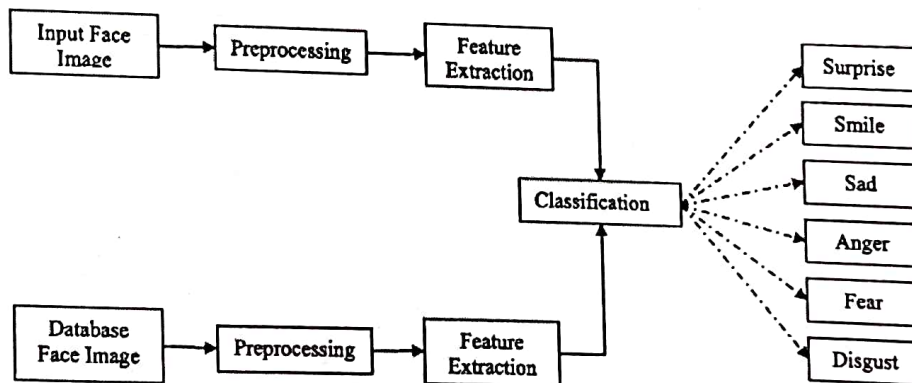 Input Face
Image
Preprocessing
Feature
Extraction
Surprise
Smile
Sad
Classification
Anger
Fear
Disgust
Database
Face Image
Preprocessing
Feature
Extraction